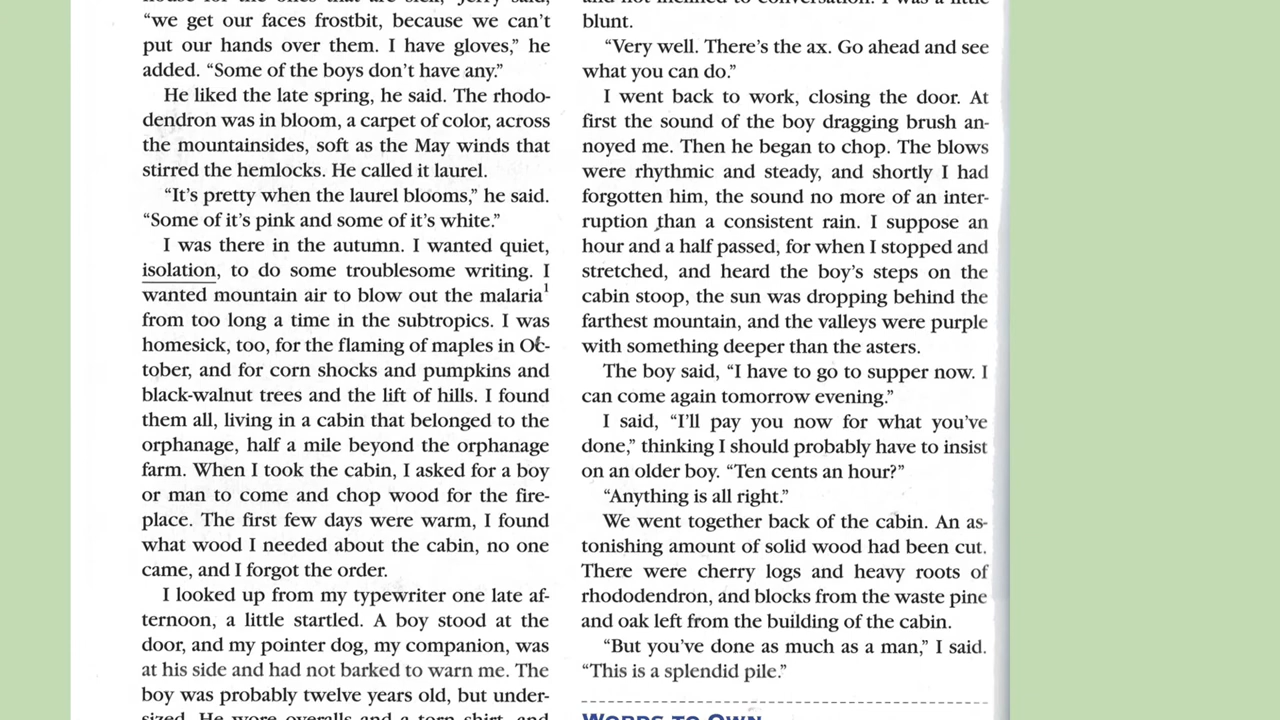 “we get our faces frostbit, because we can’t
put our hands over them. I have gloves,” he
added. “Some of the boys don’t have any.”
He liked the late spring, he said. The rhodo-
dendron was in bloom, a carpet of color, across
the mountainsides, soft as the May winds that
stirred the hemlocks. He called it laurel.
“It’s pretty when the laurel blooms,” he said.
“Some of it’s pink and some of it’s white.”
I was there in the autumn. I wanted quiet,
isolation, to do some troublesome writing. I
wanted mountain air to blow out the malaria¹
from too long a time in the subtropics. I was
homesick, too, for the flaming of maples in Oc-
tober, and for corn shocks and pumpkins and
black-walnut trees and the lift of hills. I found
them all, living in a cabin that belonged to the
orphanage, half a mile beyond the orphanage
farm. When I took the cabin, I asked for a boy
or man to come and chop wood for the fire-
place. The first few days were warm, I found
what wood I needed about the cabin, no one
came, and I forgot the order.
I looked up from my typewriter one late af-
ternoon, a little startled. A boy stood at the
door, and my pointer dog, my companion, was
at his side and had not barked to warn me. The
boy was probably twelve years old, but under-
sized. He wore overalls and a torn shirt, and
and not inclined to conversation. I was a little
blunt.
“Very well. There’s the ax. Go ahead and see
what you can do.”
I went back to work, closing the door. At
first the sound of the boy dragging brush an-
noyed me. Then he began to chop. The blows
were rhythmic and steady, and shortly I had
forgotten him, the sound no more of an inter-
ruption than a consistent rain. I suppose an
hour and a half passed, for when I stopped and
stretched, and heard the boy’s steps on the
cabin stoop, the sun was dropping behind the
farthest mountain, and the valleys were purple
with something deeper than the asters.
The boy said, “I have to go to supper now. I
can come again tomorrow evening.”
I said, “I’ll pay you now for what you’ve
done,” thinking I should probably have to insist
on an older boy. “Ten cents an hour?”
“Anything is all right.”
We went together back of the cabin. An as-
tonishing amount of solid wood had been cut.
There were cherry logs and heavy roots of
rhododendron, and blocks from the waste pine
and oak left from the building of the cabin.
“But you’ve done as much as a man,” I said.
“This is a splendid pile.”
WORDS TO OWN